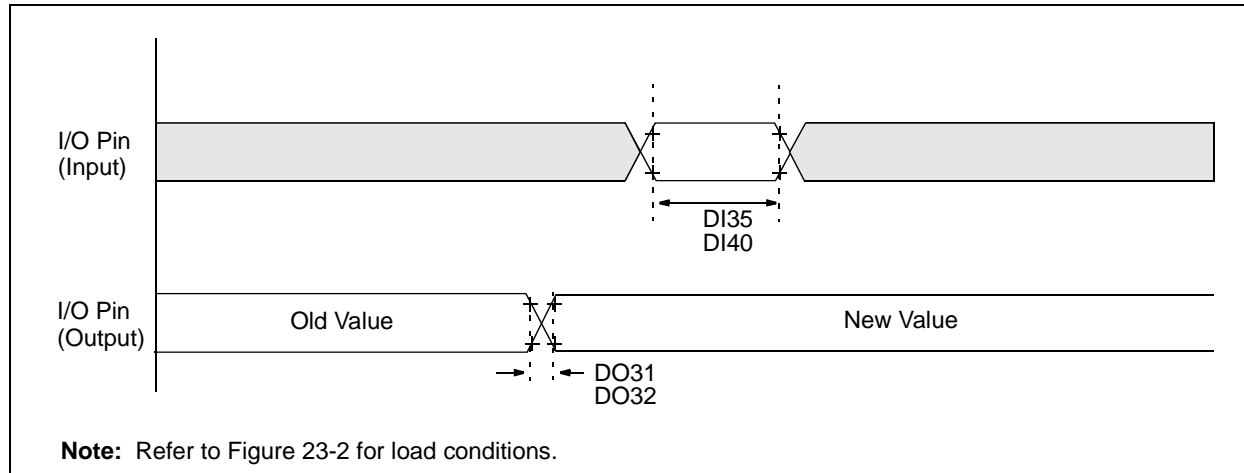 I/O Pin
(Input)
DI35
DI40
I/O Pin
(Output)
Old Value
New Value
DO31
DO32
Note: Refer to Figure 23-2 for load conditions.